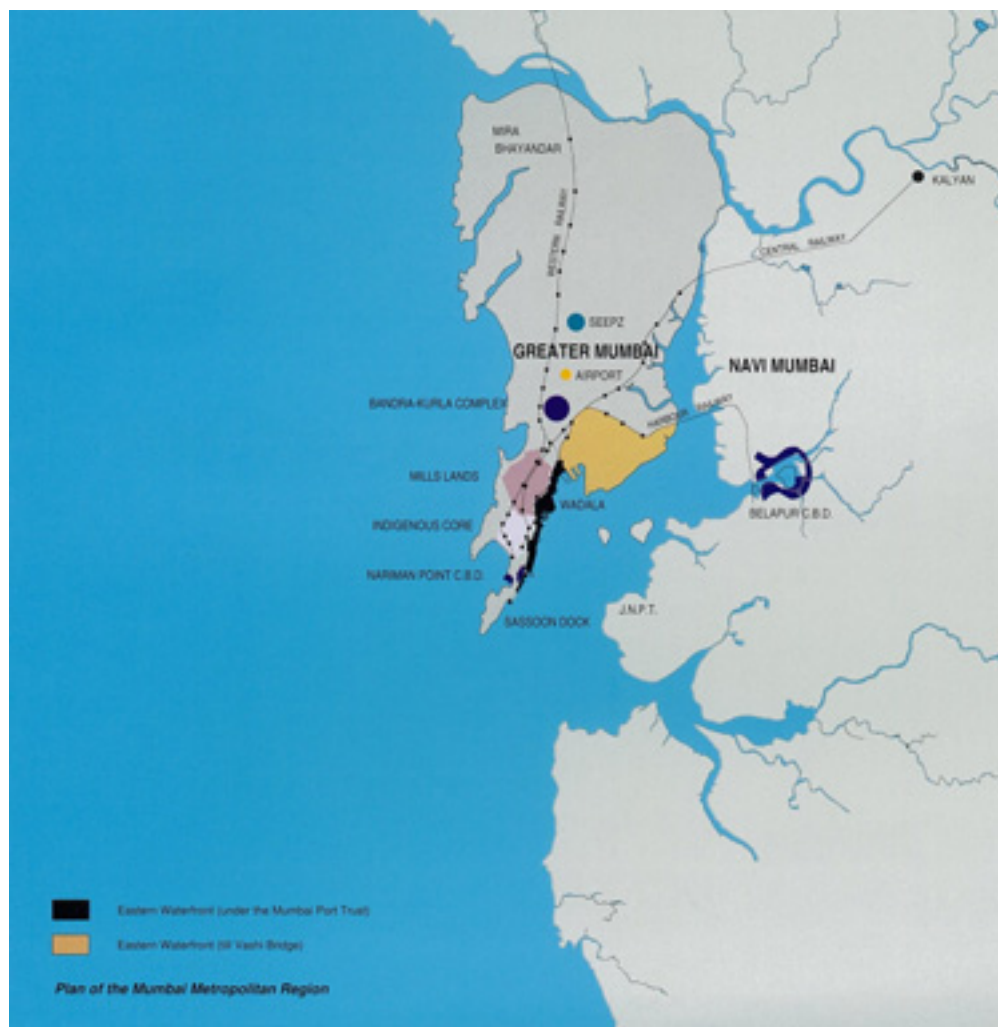 MIRA
BHAYANDAR
WESTERN RAILWAY
KALYAN
CENTRAL RAILWAY
SEEPZ
GREATER MUMBAI
NAVI MUMBAI
AIRPORT
BANDRA-KURLA COMPLEX
HARBOUR RAILWAY
MILLS LANDS
WADALA
BELAPUR C.B.D.
INDIGENOUS CORE
NARIMAN POINT C.B.D.
J.N.P.T.
SASSOON DOCK
Eastern Waterfront (under the Mumbai Port Trust)
Eastern Waterfront (till Vashi Bridge)
Plan of the Mumbai Metropolitan Region